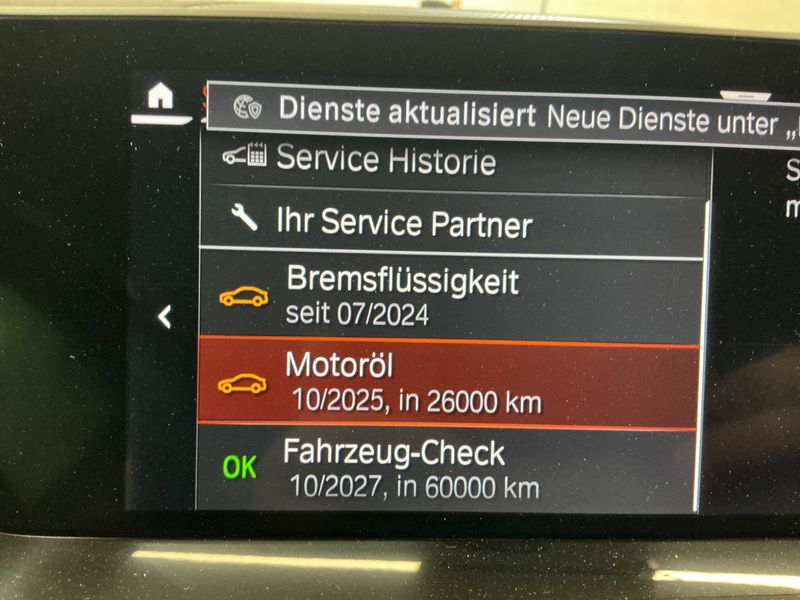 Dienste aktualisiert Neue Dienste unter „
Service Historie
Ihr Service Partner
Bremsflüssigkeit
seit 07/2024
Motoröl
10/2025, in 26000 km
OK
Fahrzeug-Check
10/2027, in 60000 km